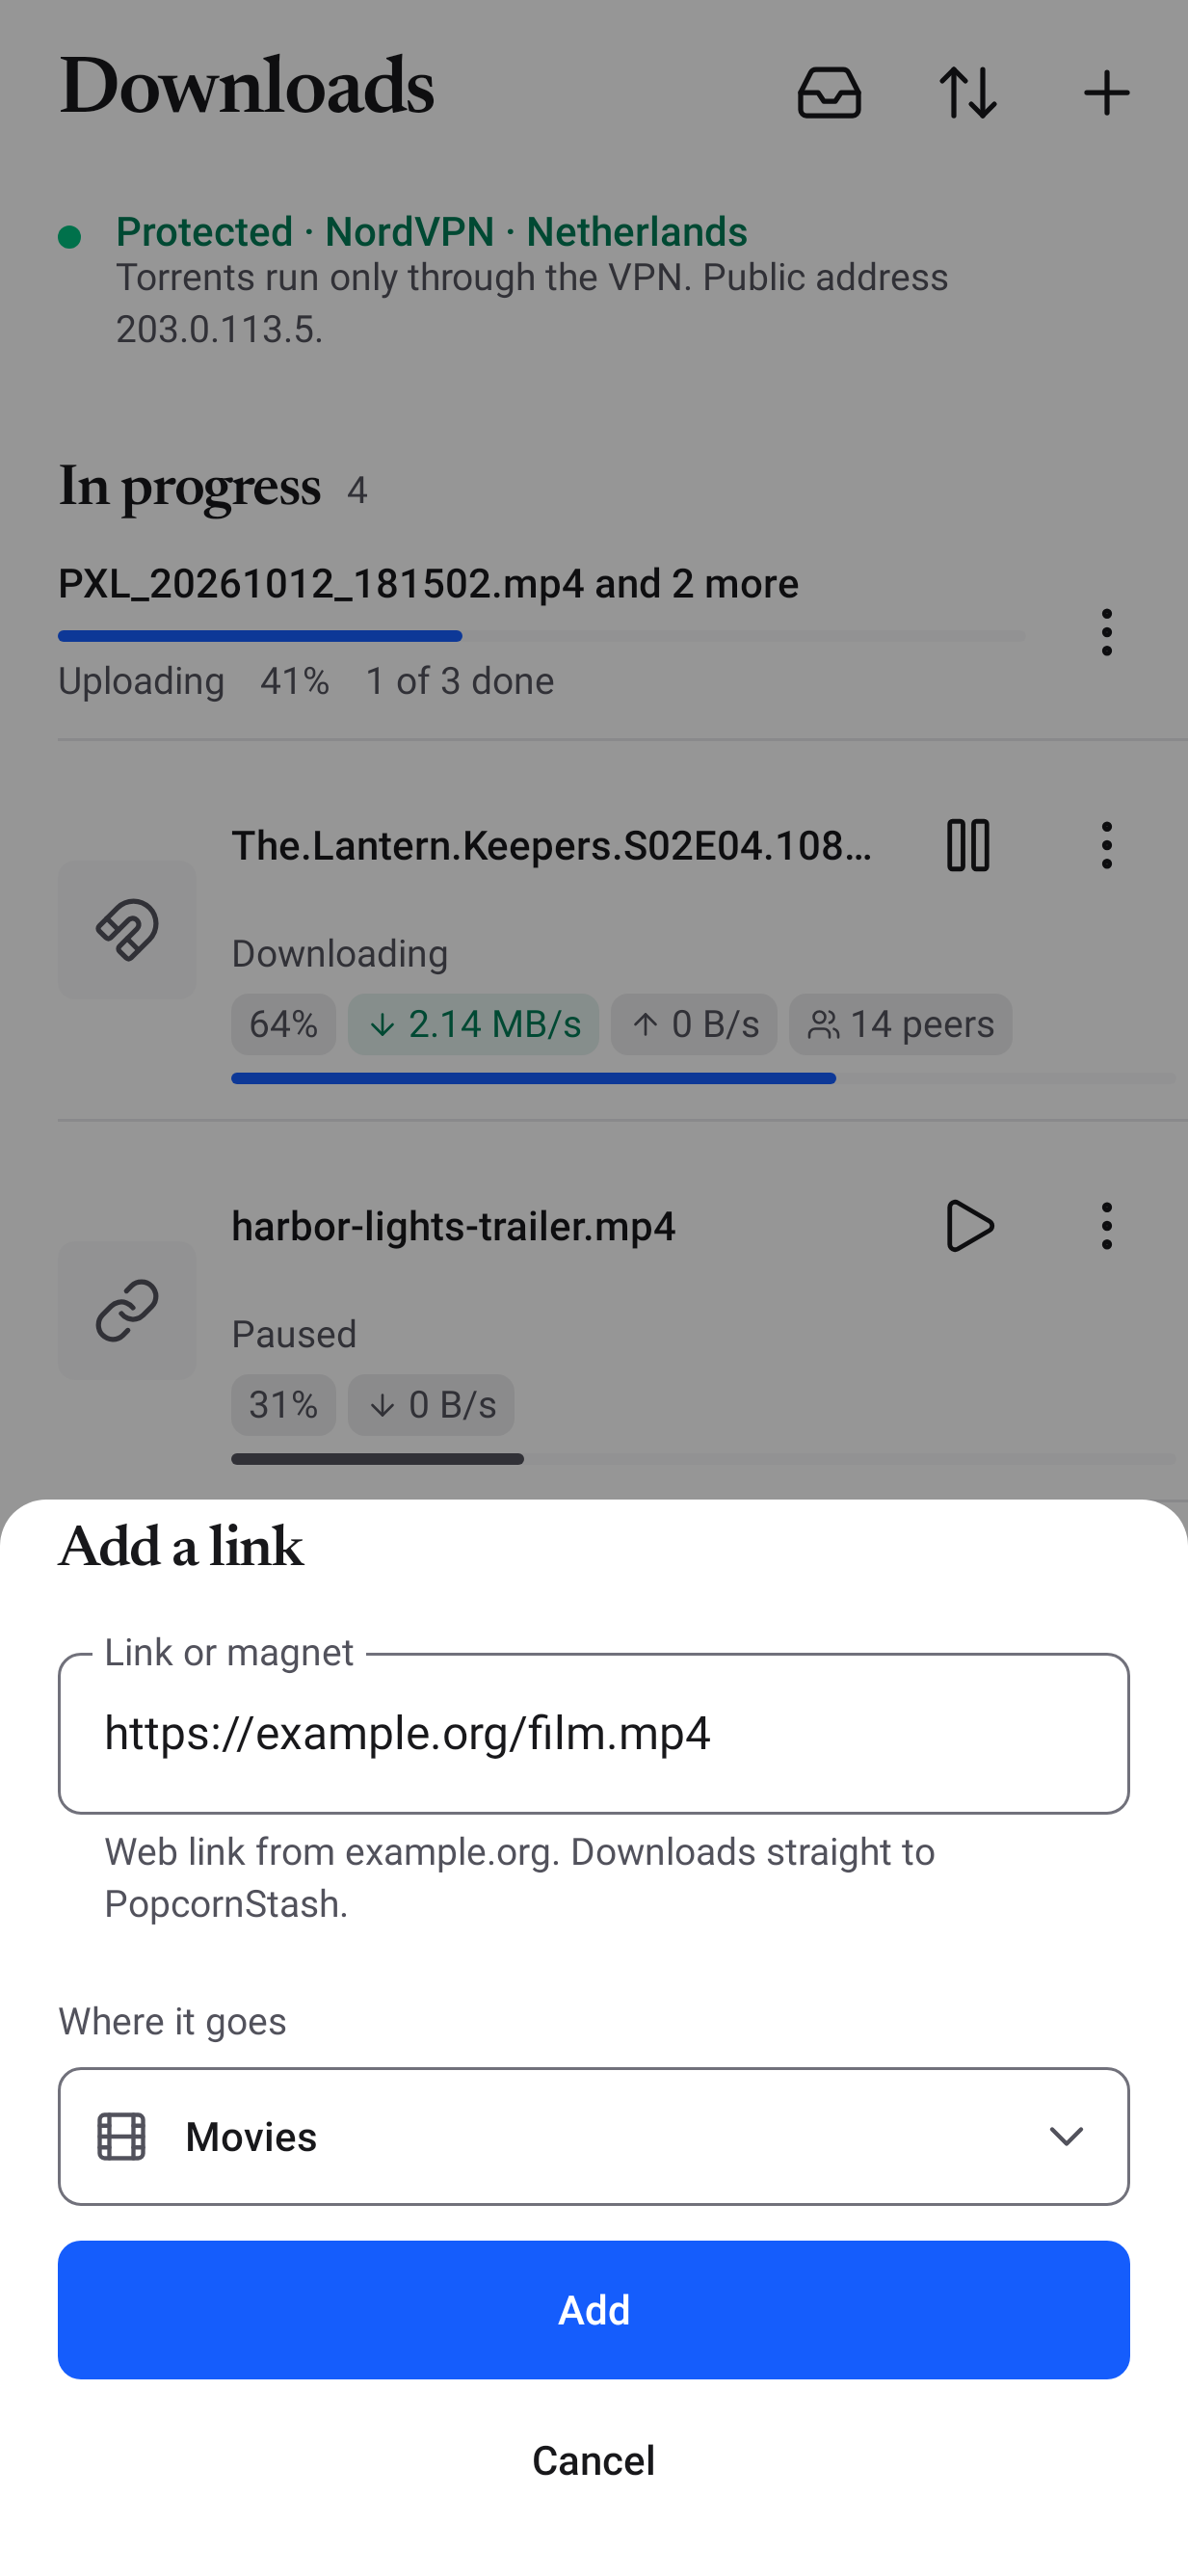 Downloads
Protected · NordVPN · Netherlands
Torrents run only through the VPN. Public address
203.0.113.5.
In progress 4
PXL_20261012_181502.mp4 and 2 more
Uploading 41% 1 of 3 done
The.Lantern.Keepers.S02E04.108...
Downloading
64% ↓ 2.14 MB/s ↑ 0 B/s 14 peers
harbor-lights-trailer.mp4
Paused
31% ↓ 0 B/s
Add a link
Link or magnet
https://example.org/film.mp4
Web link from example.org. Downloads straight to
PopcornStash.
Where it goes
Movies
Add
Cancel